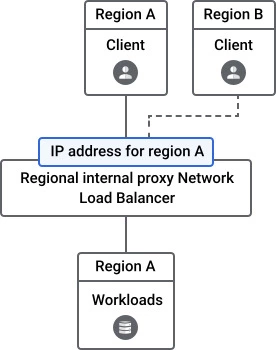 Region A
Client
Region B
Client
IP address for region A
Regional internal proxy Network
Load Balancer
Region A
Workloads